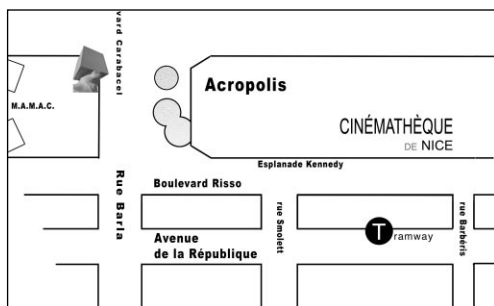 vard Carabacel
Acropolis
M.A.M.A.C.
CINÉMATHÈQUE
DE NICE
Esplanade Kennedy
Boulevard Risso
Rue Barla
rue Smolett
rue Barbéris
Avenue
de la République
Tramway